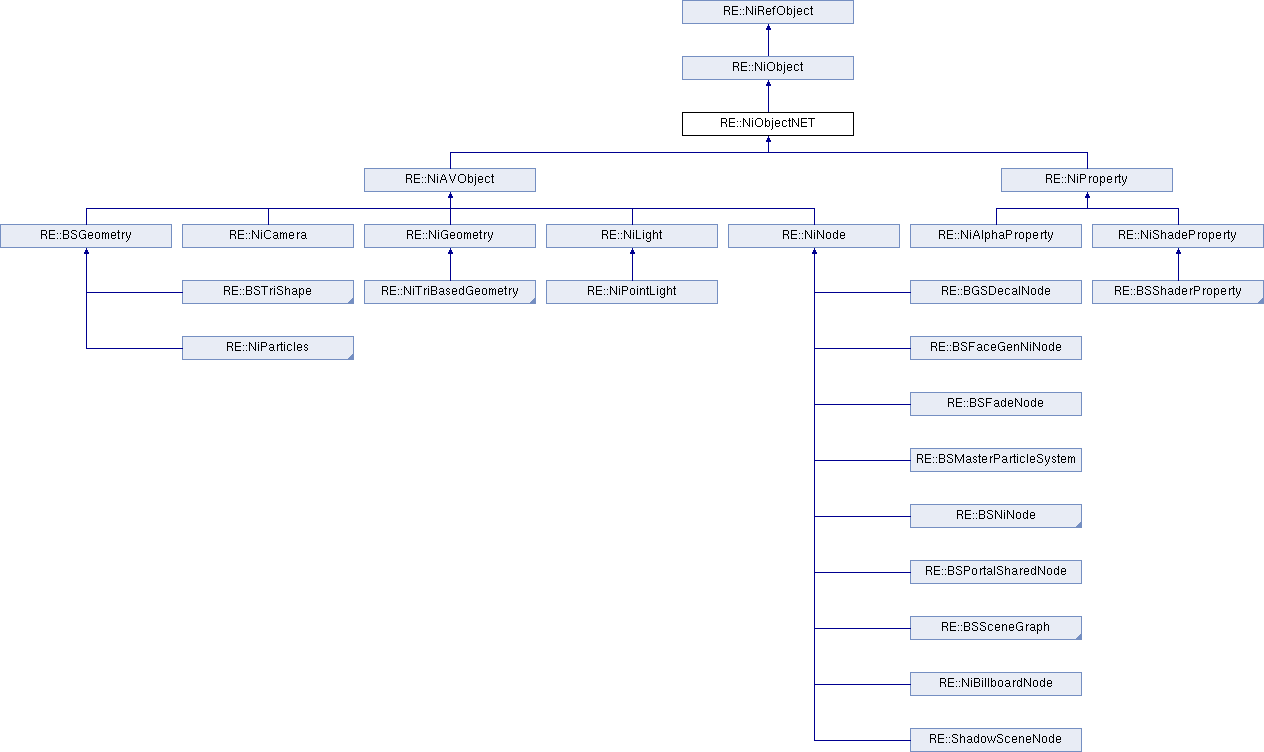 RE::NiRefObject
RE::NiObject
RE::NiObjectNET
RE::NiAVObject
RE::NiProperty
RE::BSGeometry
RE::NiCamera
RE::NiGeometry
RE::NiLight
RE::NiNode
RE::NiAlphaProperty
RE::NiShadeProperty
RE::BSTriShape
RE::NiTriBasedGeometry
RE::NiPointLight
RE::BGSDecalNode
RE::BSShaderProperty
RE::NiParticles
RE::BSFaceGenNiNode
RE::BSFadeNode
RE::BSMasterParticleSystem
RE::BSNiNode
RE::BSPortalSharedNode
RE::BSSceneGraph
RE::NiBillboardNode
RE::ShadowSceneNode